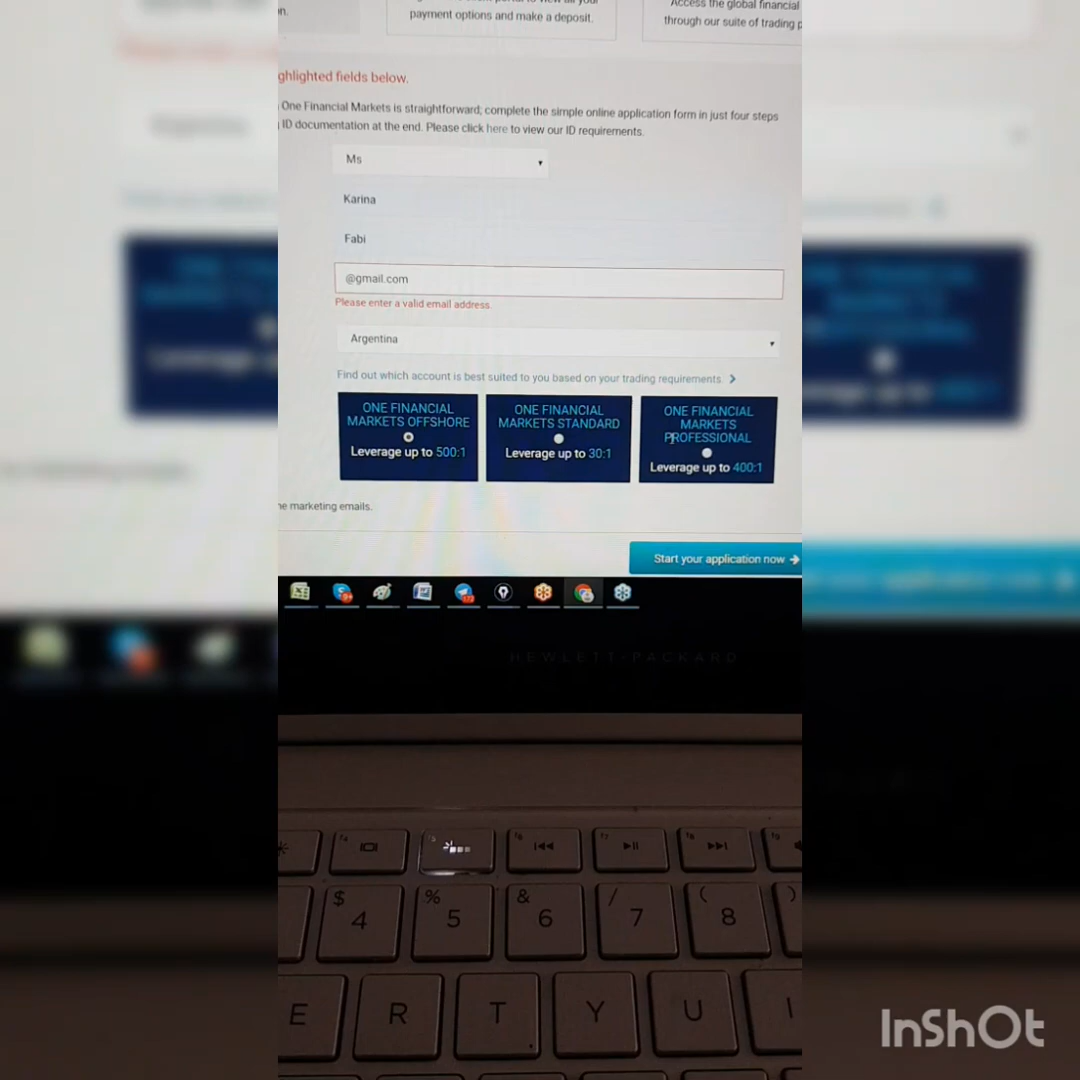 n.
payment options and make a deposit.
Access the global financial
through our suite of trading p
ghlighted fields below.
One Financial Markets is straightforward; complete the simple online application form in just four steps
ID documentation at the end. Please click here to view our ID requirements.
Ms
Karina
Fabi
@gmail.com
Please enter a valid email address.
Argentina
Find out which account is best suited to you based on your trading requirements.
ONE FINANCIAL
MARKETS OFFSHORE
Leverage up to 500:1
ONE FINANCIAL
MARKETS STANDARD
Leverage up to 30:1
ONE FINANCIAL
MARKETS
PROFESSIONAL
Leverage up to 400:1
ne marketing emails.
Start your application now
HEWLETT-PACKARD
f4
f6
f7
f8
f9
$ 4
% 5
& 6
/ 7
( 8
)
E R T Y U I
InShOt